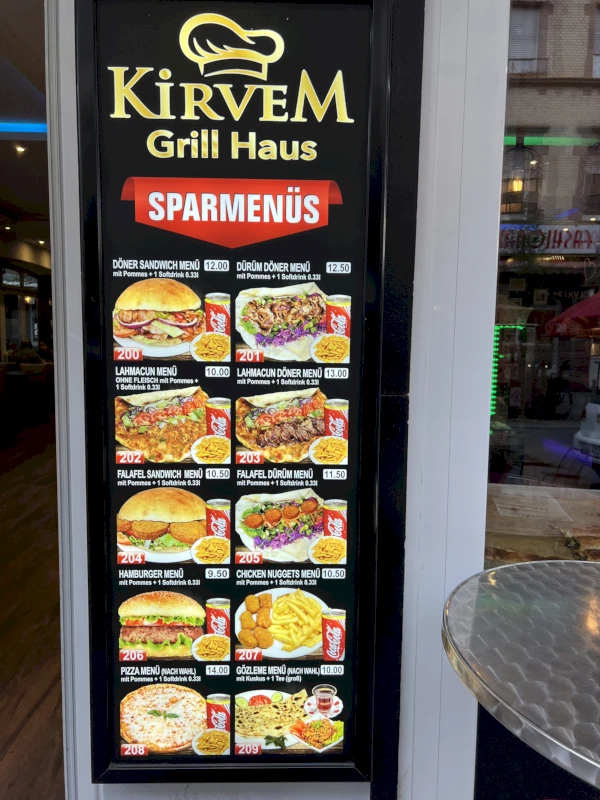 KiRVEM
Grill Haus
SPARMENÜS
DÖNER SANDWICH MENÜ 12.00
mit Pommes + 1 Softdrink 0.33l
200
DÜRÜM DÖNER MENÜ 12.50
mit Pommes + 1 Softdrink 0.33l
201
LAHMACUN MENÜ 10.00
OHNE FLEISCH mit Pommes +
1 Softdrink 0.33l
202
LAHMACUN DÖNER MENÜ 13.00
mit Pommes + 1 Softdrink 0.33l
203
FALAFEL SANDWICH MENÜ 10.50
mit Pommes + 1 Softdrink 0.33l
204
FALAFEL DÜRÜM MENÜ 11.50
mit Pommes + 1 Softdrink 0.33l
205
HAMBURGER MENÜ 9.50
mit Pommes + 1 Softdrink 0.33l
206
CHICKEN NUGGETS MENÜ 10.50
mit Pommes + 1 Softdrink 0.33l
207
PIZZA MENÜ (NACH WAHL) 14.00
mit Pommes + 1 Softdrink 0.33l
208
GÖZLEME MENÜ (NACH WAHL) 10.00
mit Kuskus + 1 Tee (groß)
209